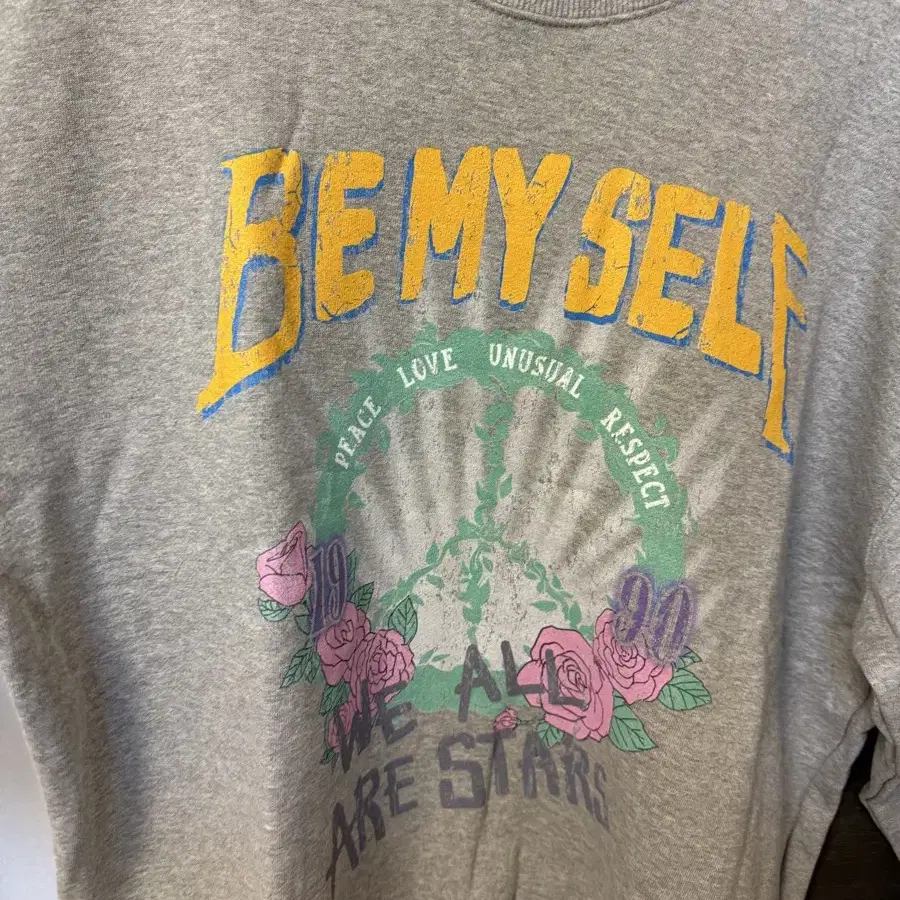 BE MY SELF
PEACE LOVE UNUSUAL RESPECT
19 90
WE ALL
ARE STARS